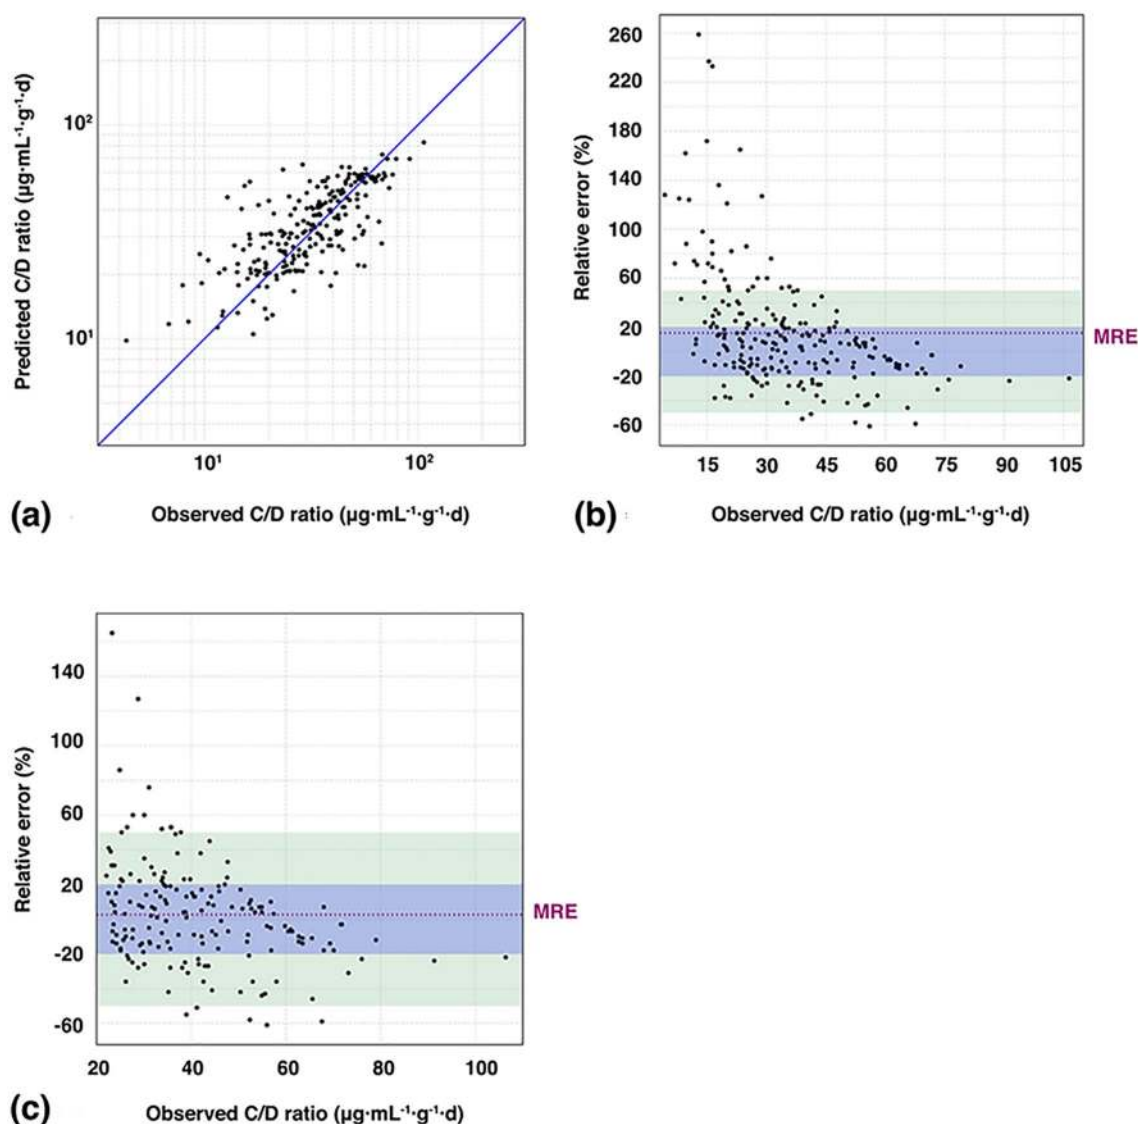 Predicted C/D ratio (µg·mL⁻¹·g⁻¹·d)
10²
10¹
10¹ 10²
Observed C/D ratio (µg·mL⁻¹·g⁻¹·d)
(a)
Relative error (%)
260
220
180
140
100
60
20
-20
-60
MRE
15 30 45 60 75 90 105
Observed C/D ratio (µg·mL⁻¹·g⁻¹·d)
(b)
Relative error (%)
140
100
60
20
-20
-60
MRE
20 40 60 80 100
Observed C/D ratio (µg·mL⁻¹·g⁻¹·d)
(c)